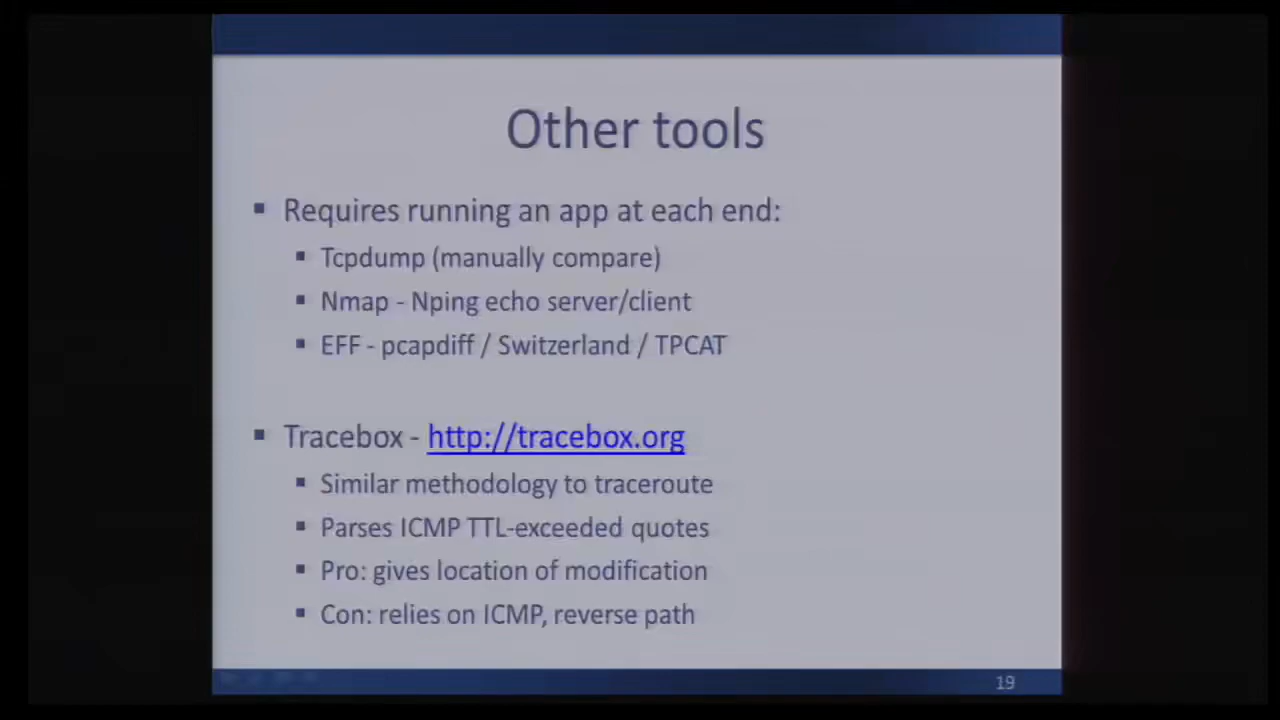 Other tools
▪ Requires running an app at each end:
▪ Tcpdump (manually compare)
▪ Nmap - Nping echo server/client
▪ EFF - pcapdiff / Switzerland / TPCAT
▪ Tracebox - http://tracebox.org
▪ Similar methodology to traceroute
▪ Parses ICMP TTL-exceeded quotes
▪ Pro: gives location of modification
▪ Con: relies on ICMP, reverse path
19